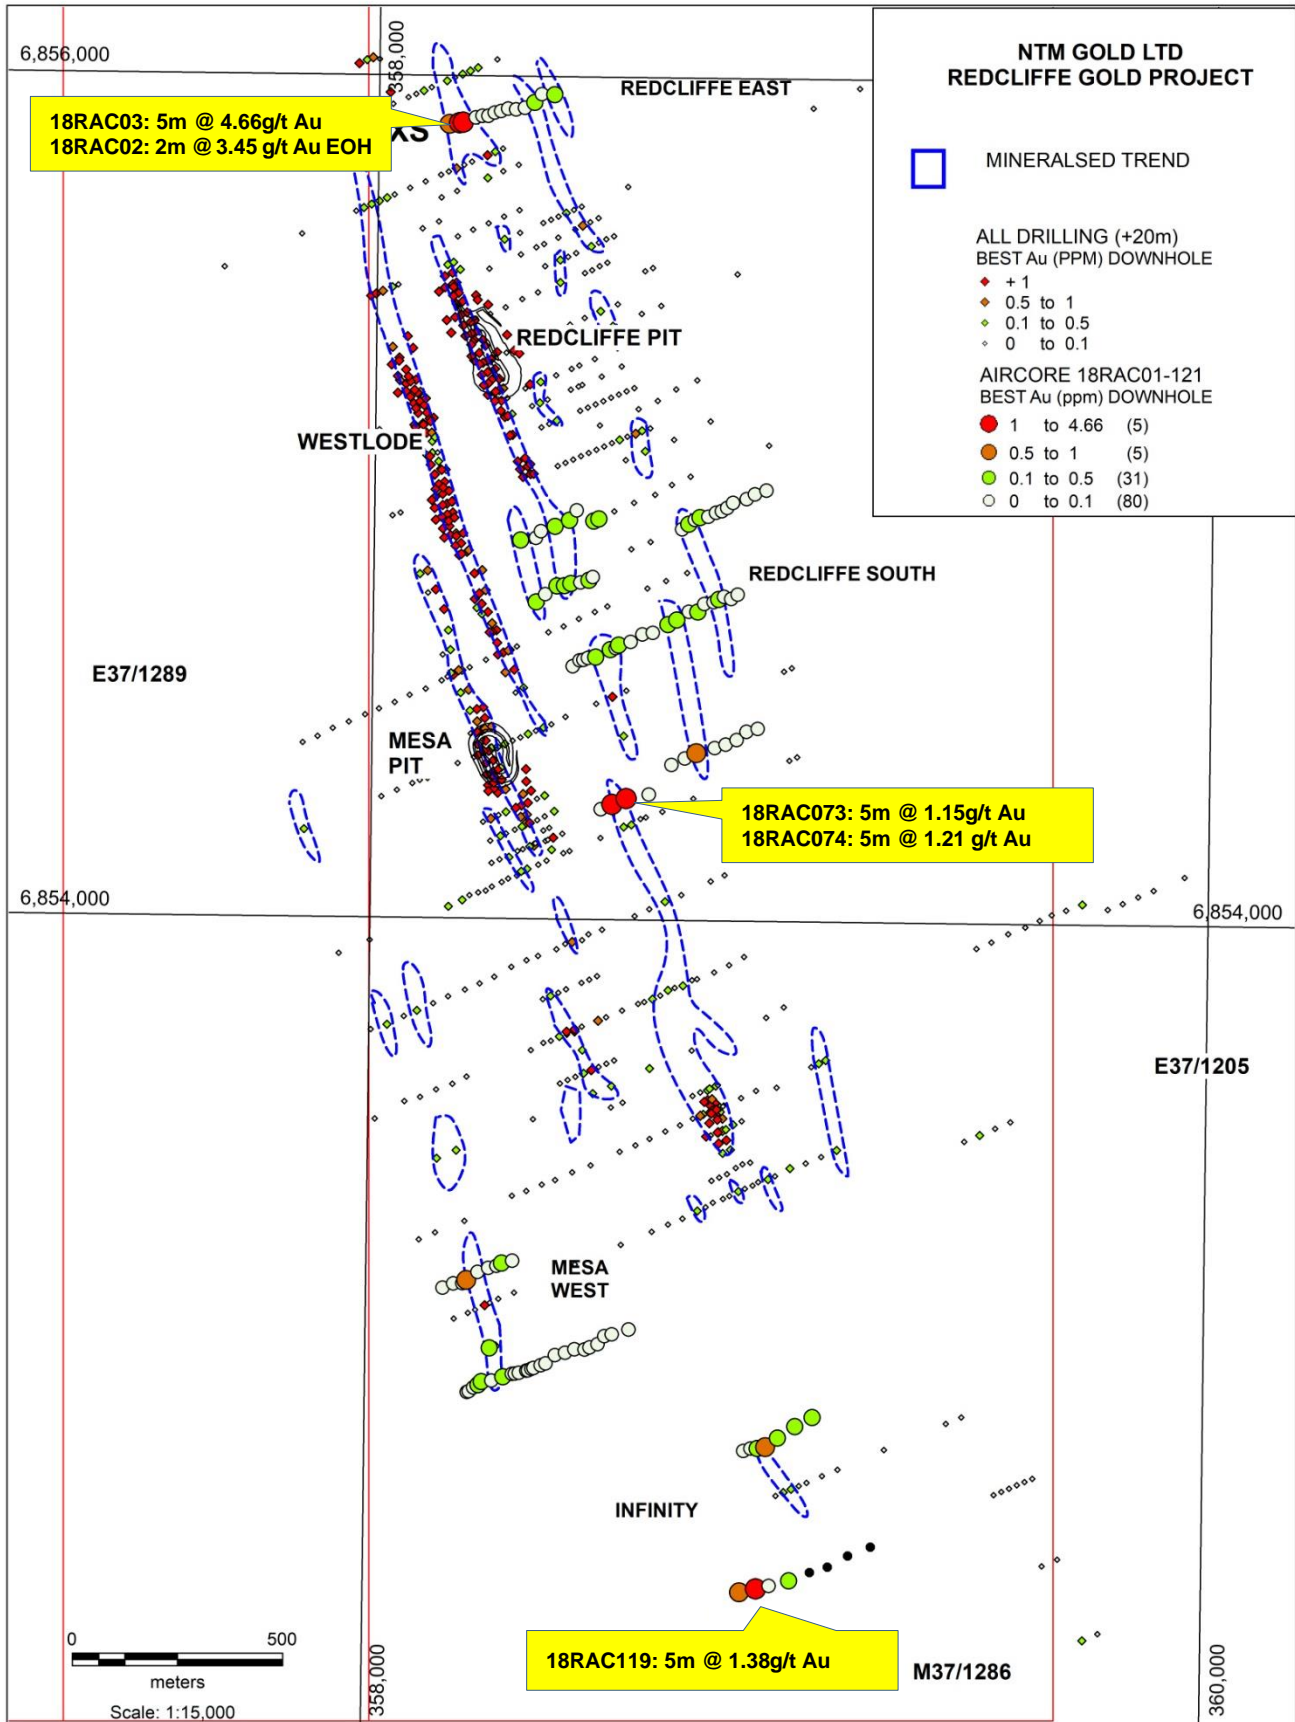 NTM GOLD LTD
REDCLIFFE GOLD PROJECT
MINERALSED TREND
ALL DRILLING (+20m)
BEST Au (PPM) DOWNHOLE
+ 1
0.5 to 1
0.1 to 0.5
0 to 0.1
AIRCORE 18RAC01-121
BEST Au (ppm) DOWNHOLE
1 to 4.66 (5)
0.5 to 1 (5)
0.1 to 0.5 (31)
0 to 0.1 (80)
6,856,000
358,000
REDCLIFFE EAST
18RAC03: 5m @ 4.66g/t Au
18RAC02: 2m @ 3.45 g/t Au EOH
XS
REDCLIFFE PIT
WESTLODE
REDCLIFFE SOUTH
E37/1289
MESA
PIT
18RAC073: 5m @ 1.15g/t Au
18RAC074: 5m @ 1.21 g/t Au
6,854,000
6,854,000
E37/1205
MESA
WEST
INFINITY
18RAC119: 5m @ 1.38g/t Au
M37/1286
0 500
meters
Scale: 1:15,000
358,000
360,000